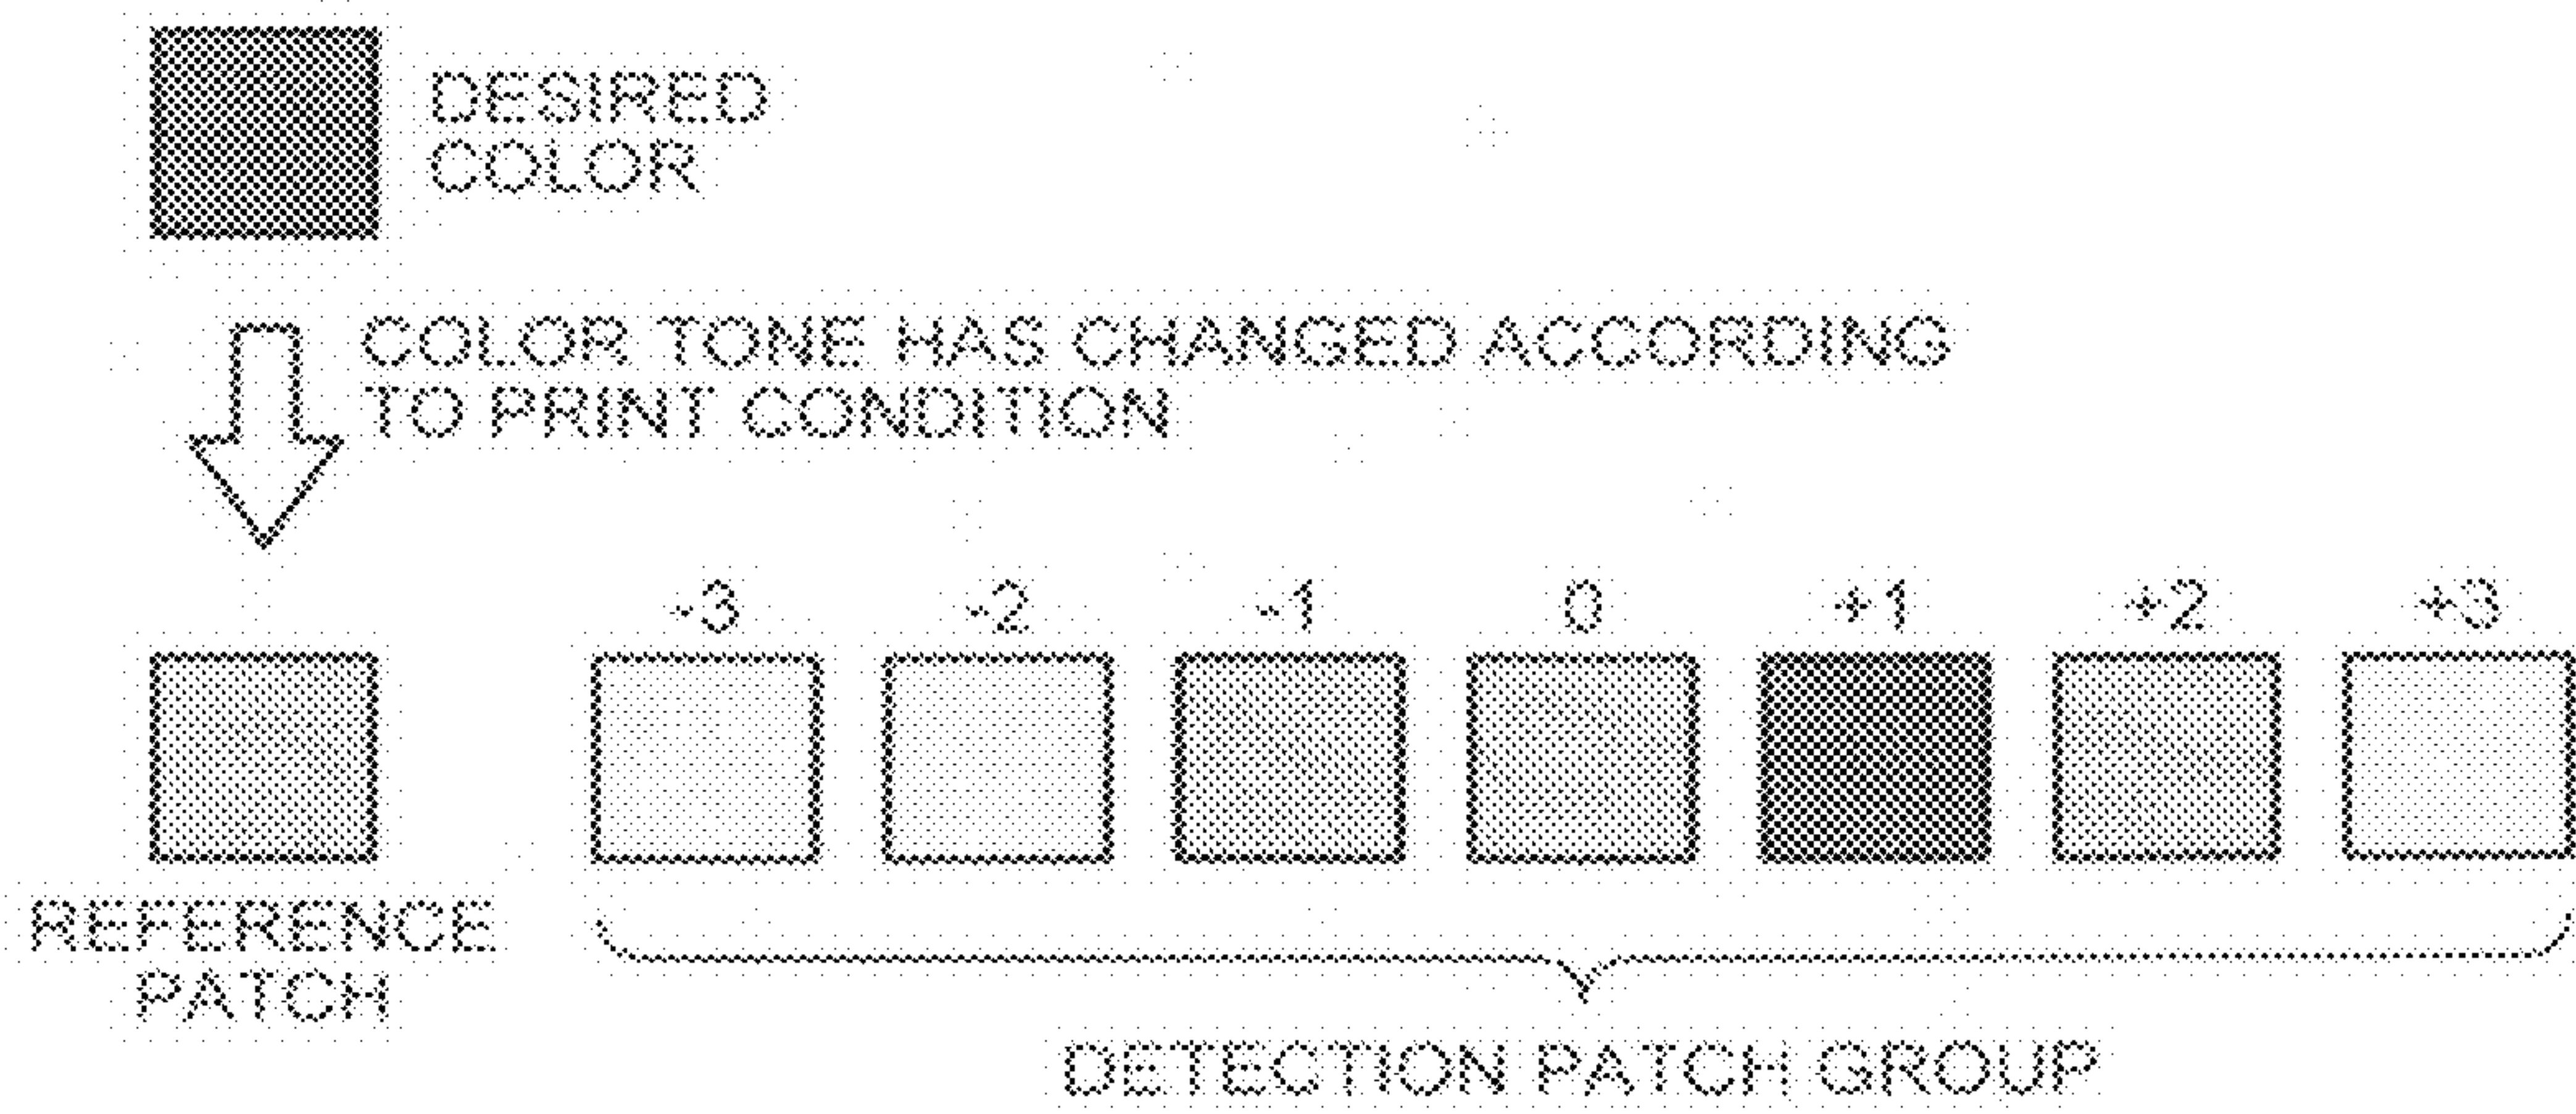 DESIRED
COLOR
COLOR TONE HAS CHANGED ACCORDING
TO PRINT CONDITION
-3 -2 -1 0 +1 +2 +3
REFERENCE
PATCH
DETECTION PATCH GROUP